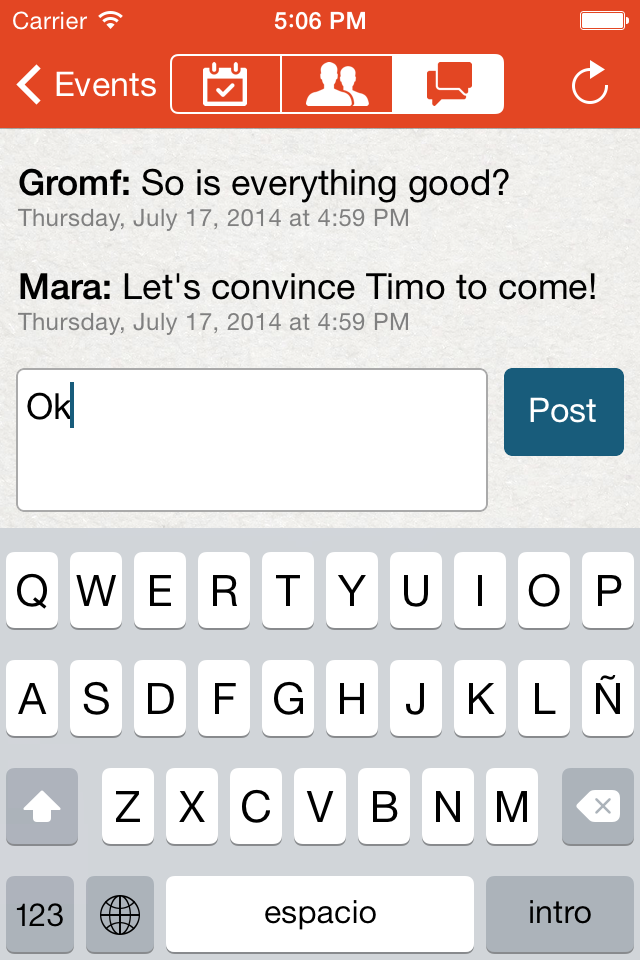 Carrier 5:06 PM
Events
Gromf: So is everything good?
Thursday, July 17, 2014 at 4:59 PM
Mara: Let's convince Timo to come!
Thursday, July 17, 2014 at 4:59 PM
Ok
Post
Q W E R T Y U I O P
A S D F G H J K L Ñ
Z X C V B N M
123 espacio intro